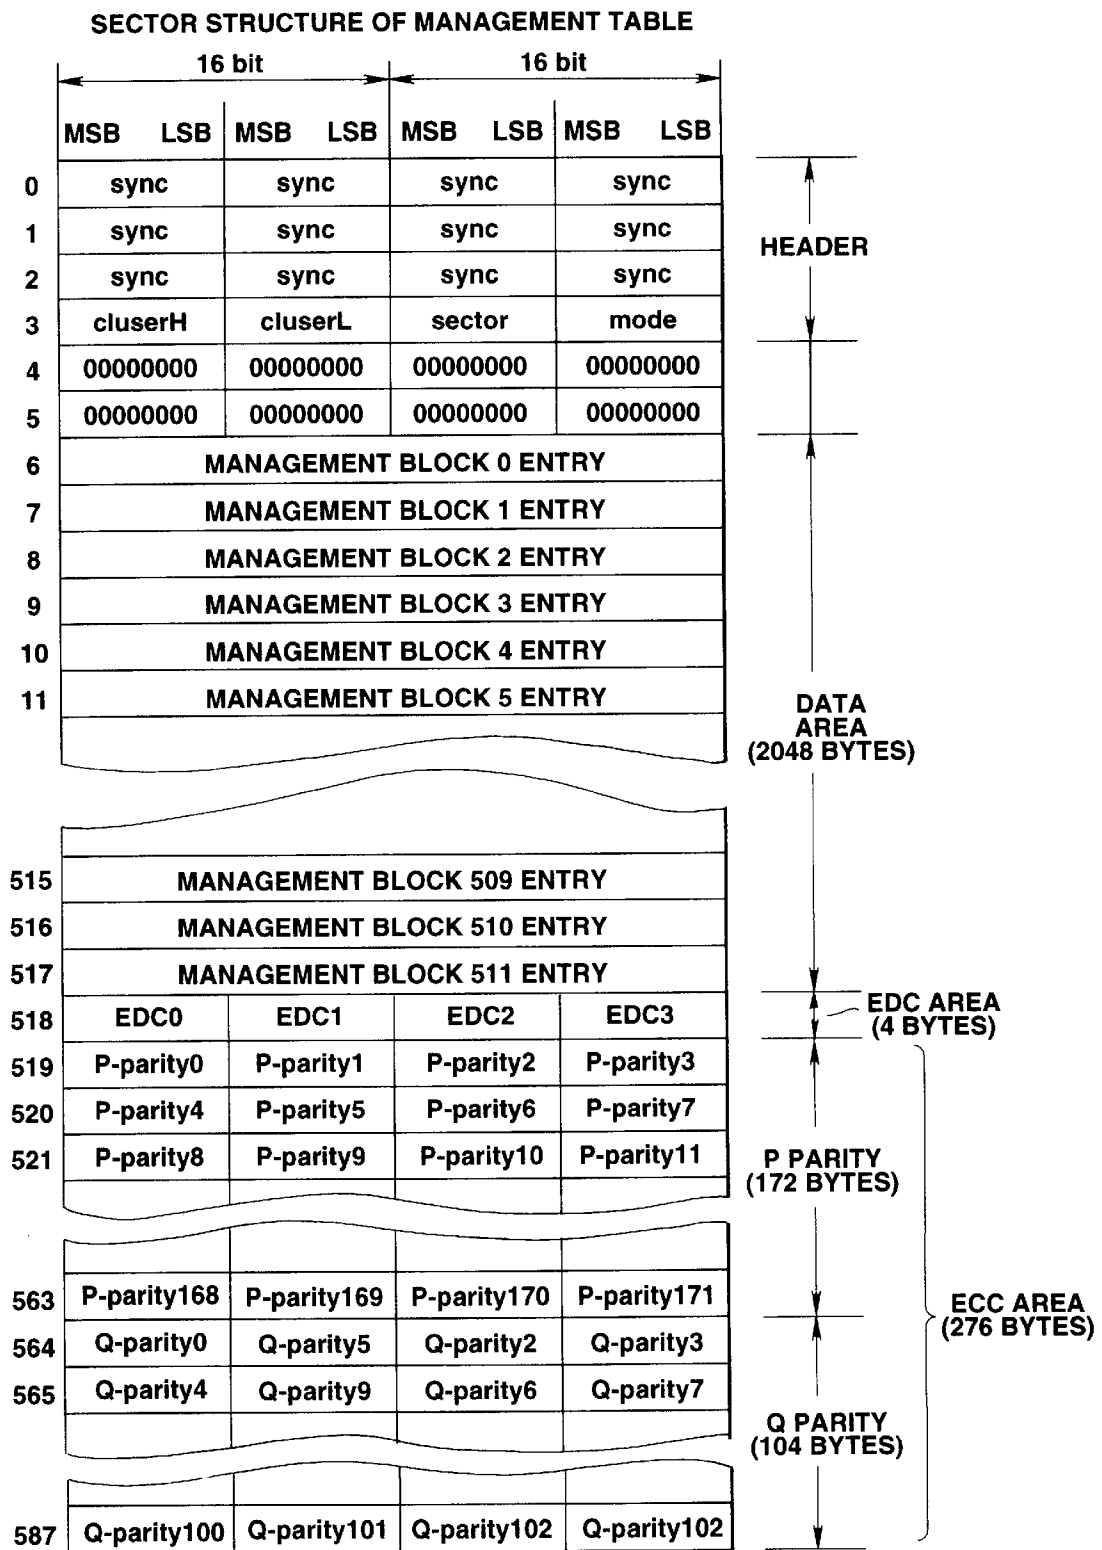 SECTOR STRUCTURE OF MANAGEMENT TABLE
16 bit 16 bit
MSB LSB MSB LSB MSB LSB MSB LSB
0 sync sync sync sync
1 sync sync sync sync
HEADER
2 sync sync sync sync
3 cluserH cluserL sector mode
4 00000000 00000000 00000000 00000000
5 00000000 00000000 00000000 00000000
6 MANAGEMENT BLOCK 0 ENTRY
7 MANAGEMENT BLOCK 1 ENTRY
8 MANAGEMENT BLOCK 2 ENTRY
9 MANAGEMENT BLOCK 3 ENTRY
10 MANAGEMENT BLOCK 4 ENTRY
11 MANAGEMENT BLOCK 5 ENTRY
DATA
AREA
(2048 BYTES)
515 MANAGEMENT BLOCK 509 ENTRY
516 MANAGEMENT BLOCK 510 ENTRY
517 MANAGEMENT BLOCK 511 ENTRY
518 EDC0 EDC1 EDC2 EDC3
EDC AREA
(4 BYTES)
519 P-parity0 P-parity1 P-parity2 P-parity3
520 P-parity4 P-parity5 P-parity6 P-parity7
521 P-parity8 P-parity9 P-parity10 P-parity11
P PARITY
(172 BYTES)
563 P-parity168 P-parity169 P-parity170 P-parity171
ECC AREA
(276 BYTES)
564 Q-parity0 Q-parity5 Q-parity2 Q-parity3
565 Q-parity4 Q-parity9 Q-parity6 Q-parity7
Q PARITY
(104 BYTES)
587 Q-parity100 Q-parity101 Q-parity102 Q-parity102